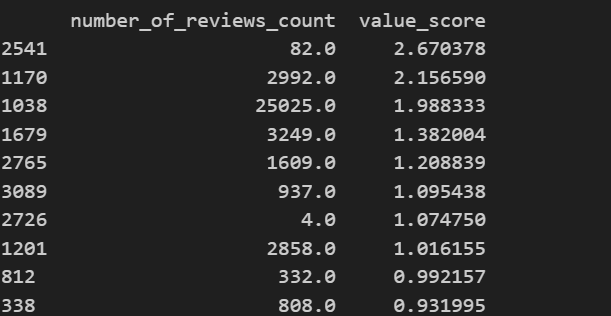 number_of_reviews_count value_score
2541 82.0 2.670378
1170 2992.0 2.156590
1038 25025.0 1.988333
1679 3249.0 1.382004
2765 1609.0 1.208839
3089 937.0 1.095438
2726 4.0 1.074750
1201 2858.0 1.016155
812 332.0 0.992157
338 808.0 0.931995